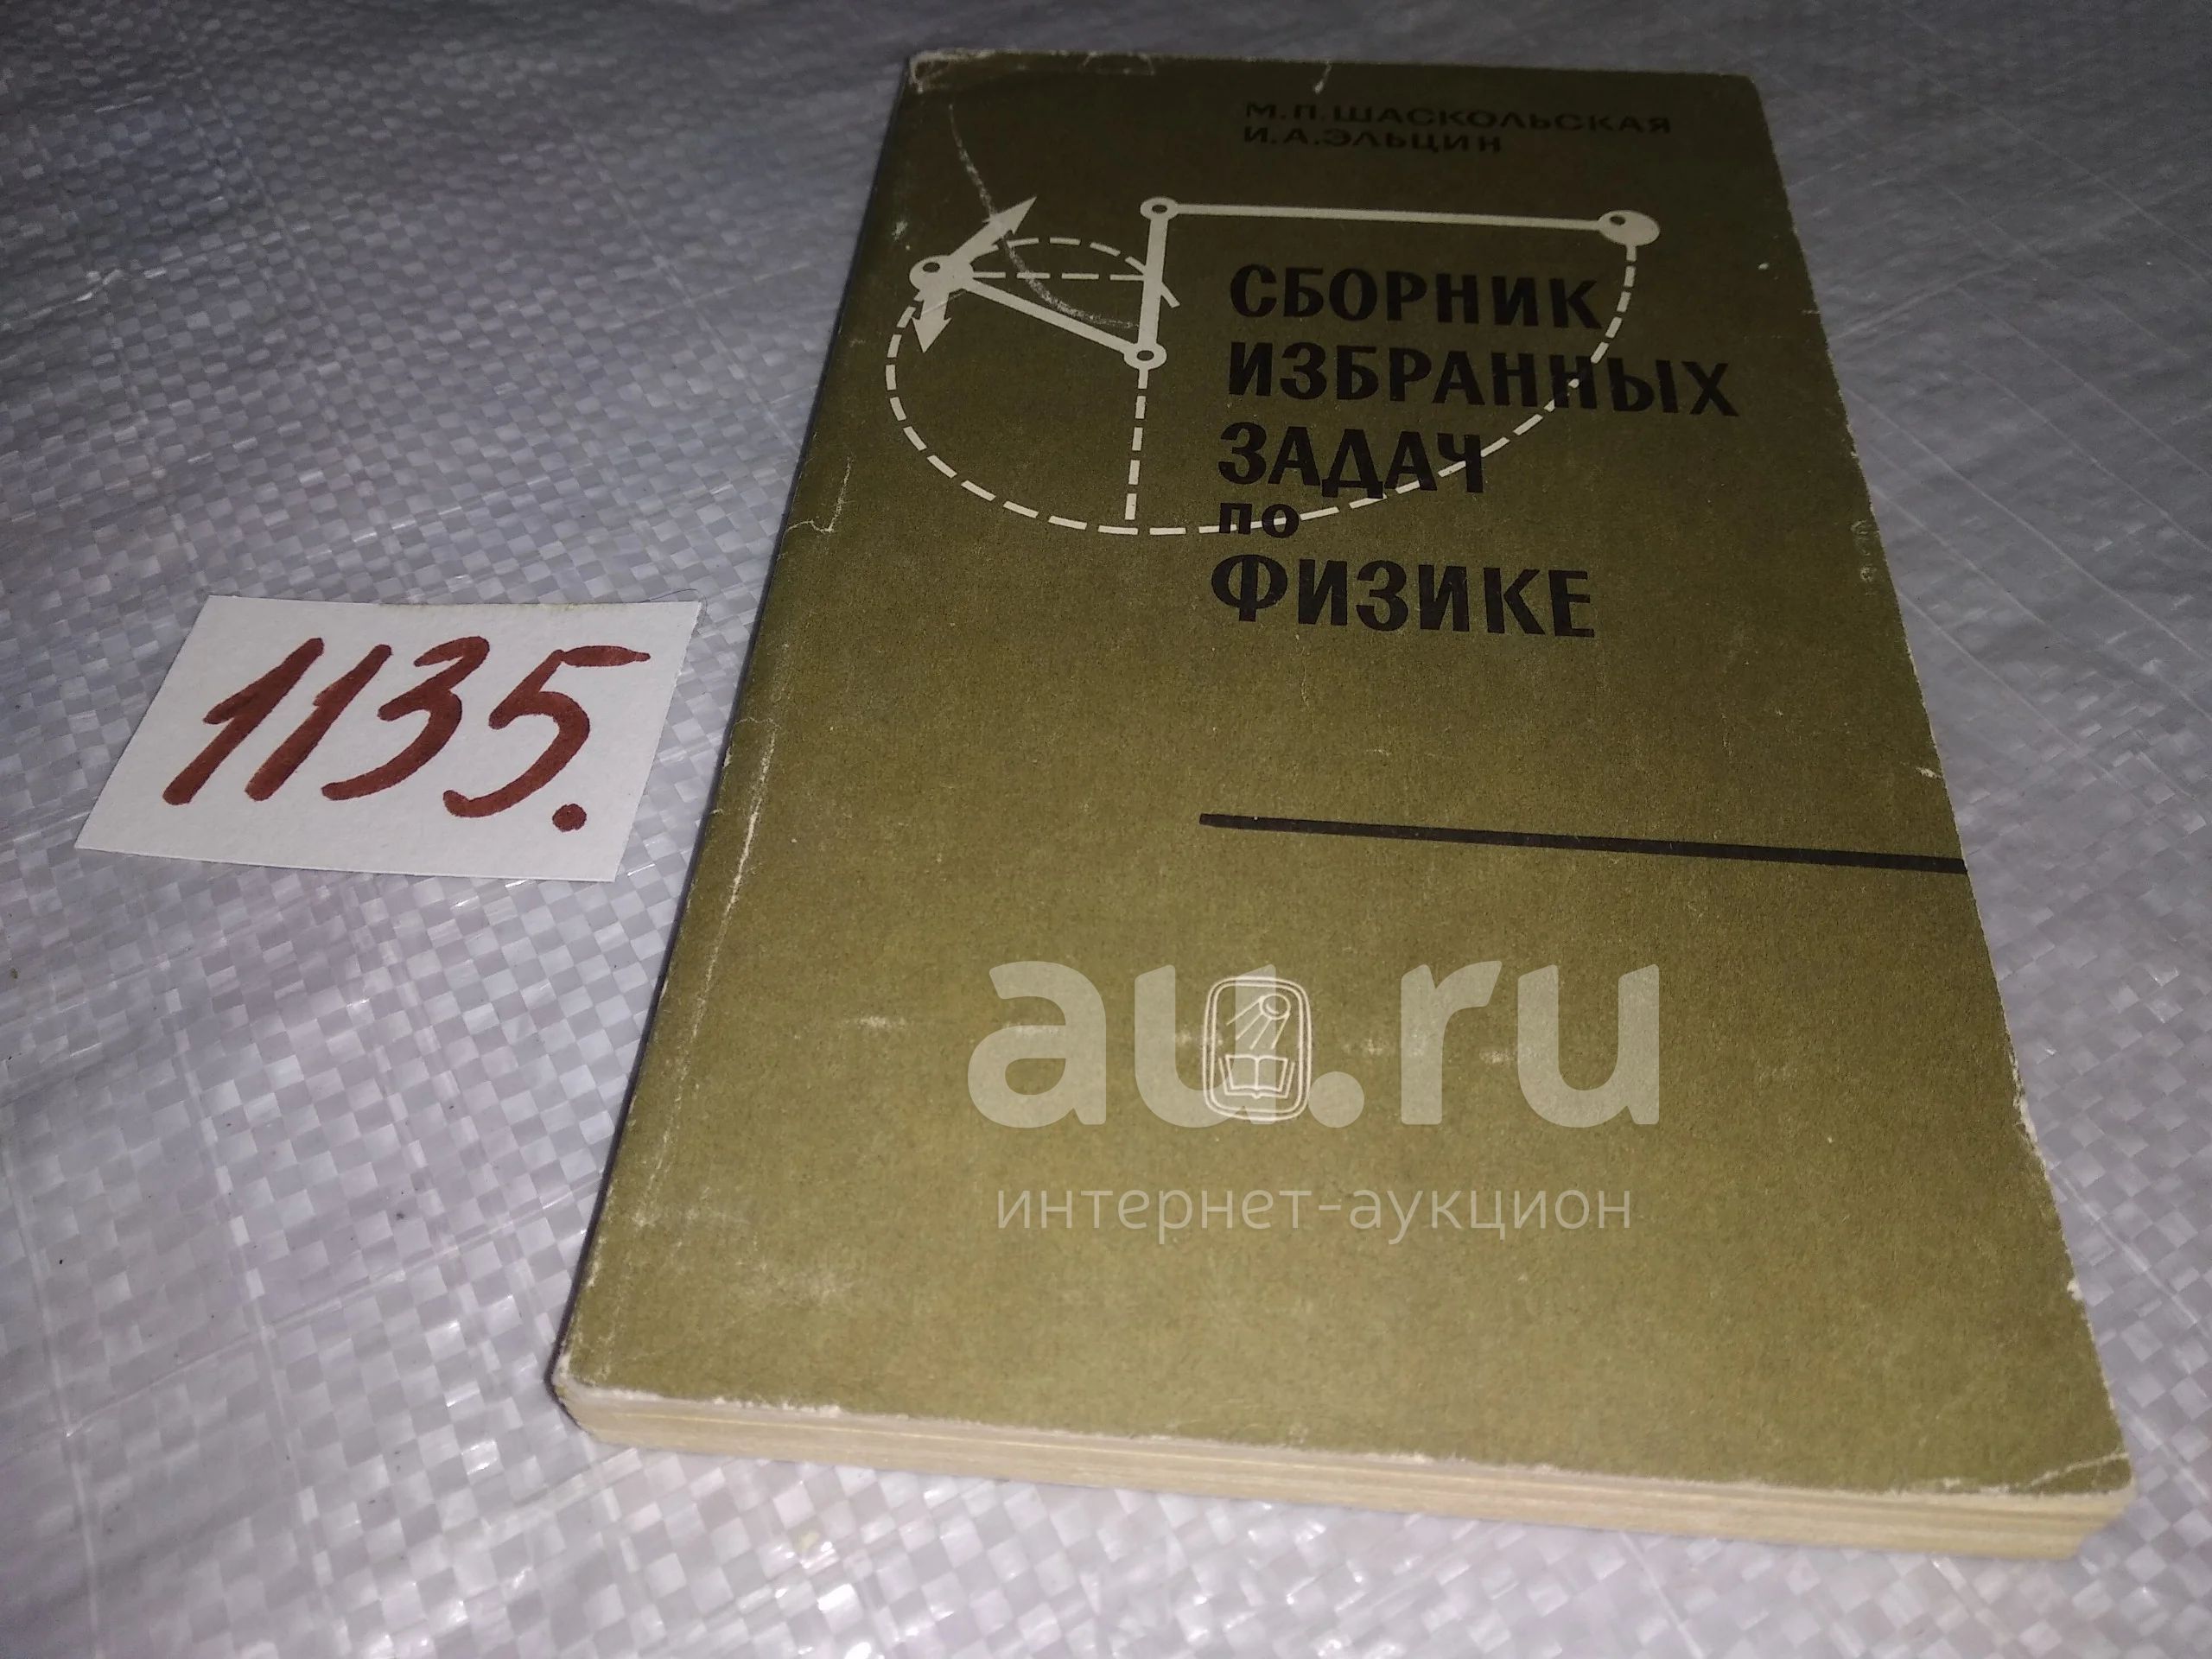 М.П.ШАСКОЛЬСКАЯ
И.А.ЭЛЬЦИН
СБОРНИК
ИЗБРАННЫХ
ЗАДАЧ
ПО
ФИЗИКЕ
1135.
au.ru
интернет-аукцион